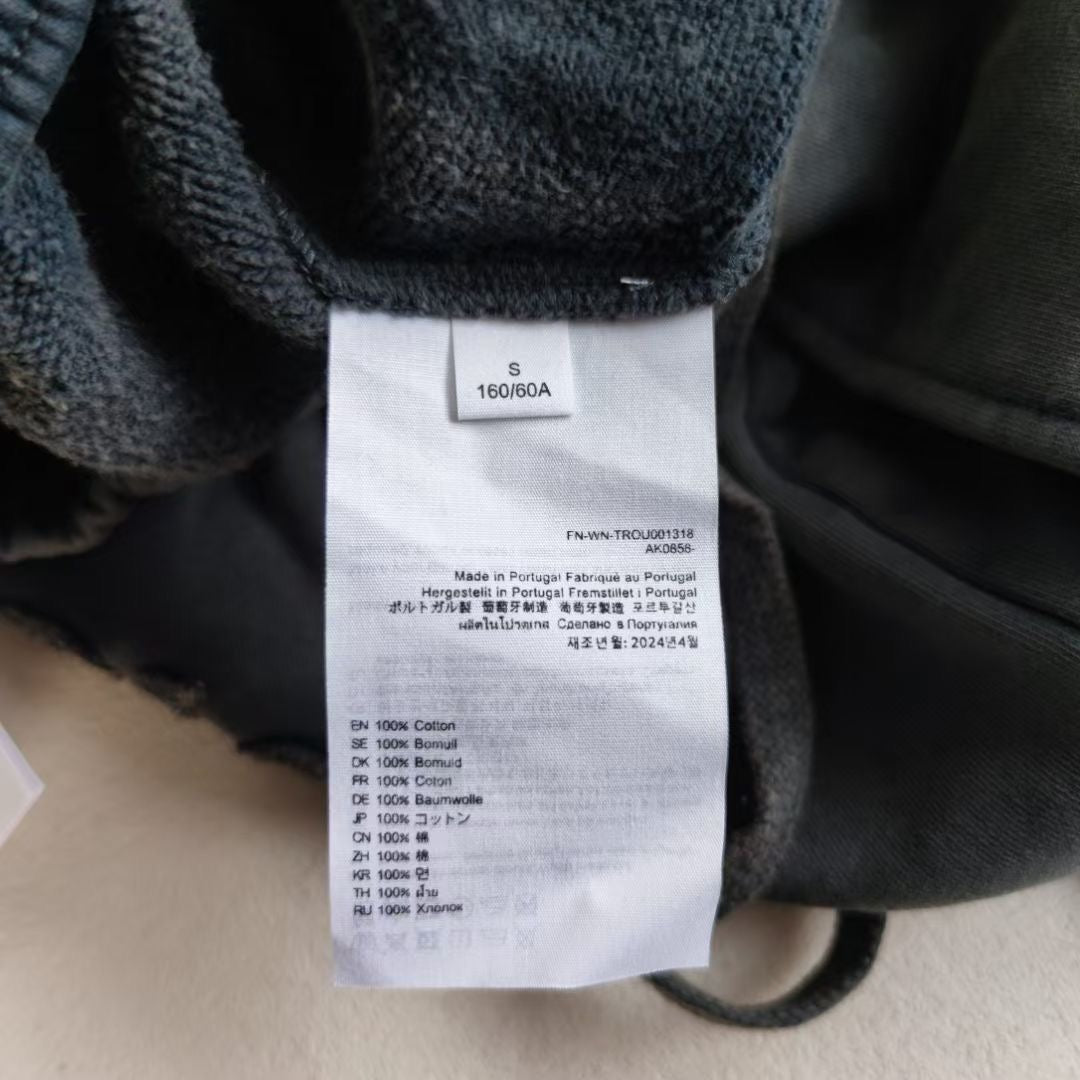 S
160/60A
FN-WN-TROU001318
AK0856-
Made in Portugal Fabriqué au Portugal
Hergestellt in Portugal Fremstillet i Portugal
ポルトガル製 葡萄牙制造 葡萄牙製造 포르투갈산
ผลิตในโปรตุเกส Сделано в Португалия
재조년월: 2024년4월
EN 100% Cotton
SE 100% Bomull
DK 100% Bomuld
FR 100% Coton
DE 100% Baumwolle
JP 100% コットン
CN 100% 棉
ZH 100% 棉
KR 100% 면
TH 100% ฝ้าย
RU 100% Хлопок